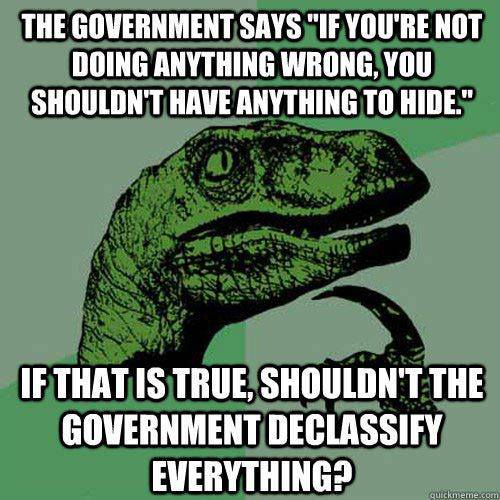 THE GOVERNMENT SAYS "IF YOU'RE NOT
DOING ANYTHING WRONG, YOU
SHOULDN'T HAVE ANYTHING TO HIDE."
IF THAT IS TRUE, SHOULDN'T THE
GOVERNMENT DECLASSIFY
EVERYTHING?
quickmeme.com